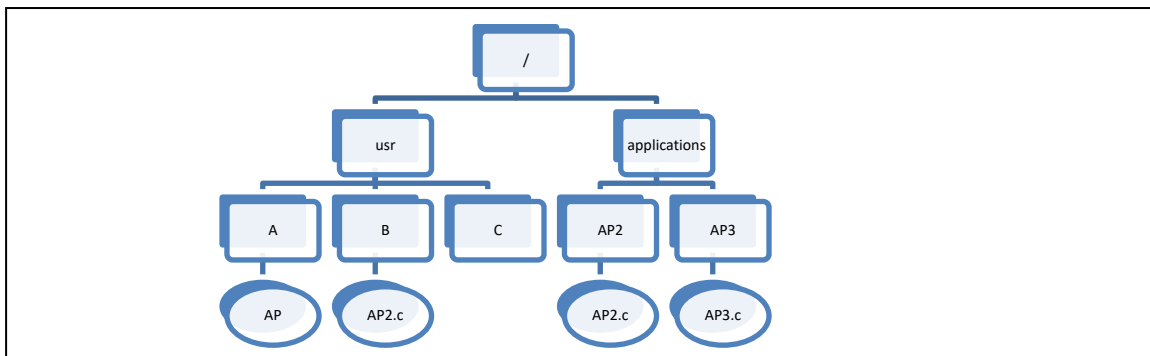 /
usr applications
A B C AP2 AP3
AP AP2.c AP2.c AP3.c